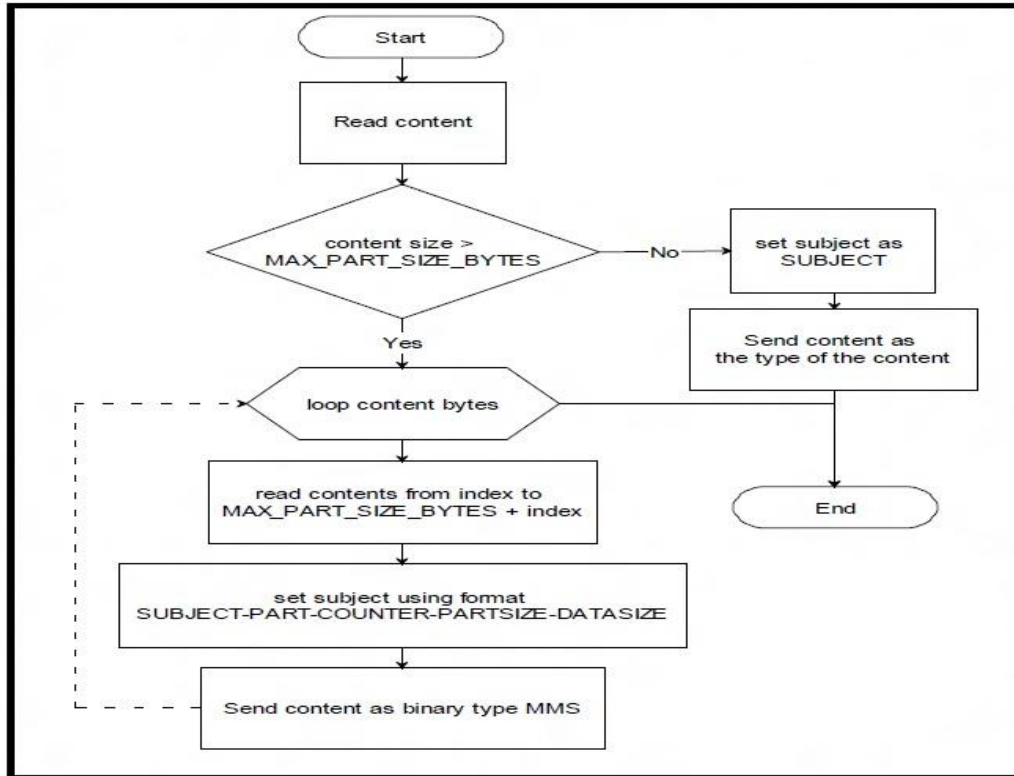 Start
Read content
content size >
MAX_PART_SIZE_BYTES
No
set subject as
SUBJECT
Send content as
the type of the content
Yes
loop content bytes
read contents from index to
MAX_PART_SIZE_BYTES + index
End
set subject using format
SUBJECT-PART-COUNTER-PARTSIZE-DATASIZE
Send content as binary type MMS